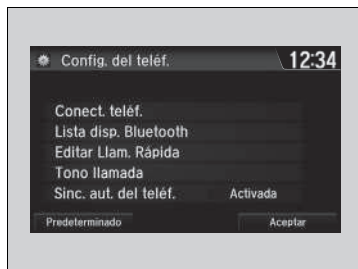 Config. del teléf.
12:34
Conect. teléf.
Lista disp. Bluetooth
Editar Llam. Rápida
Tono llamada
Sinc. aut. del teléf. Activada
Predeterminado Aceptar